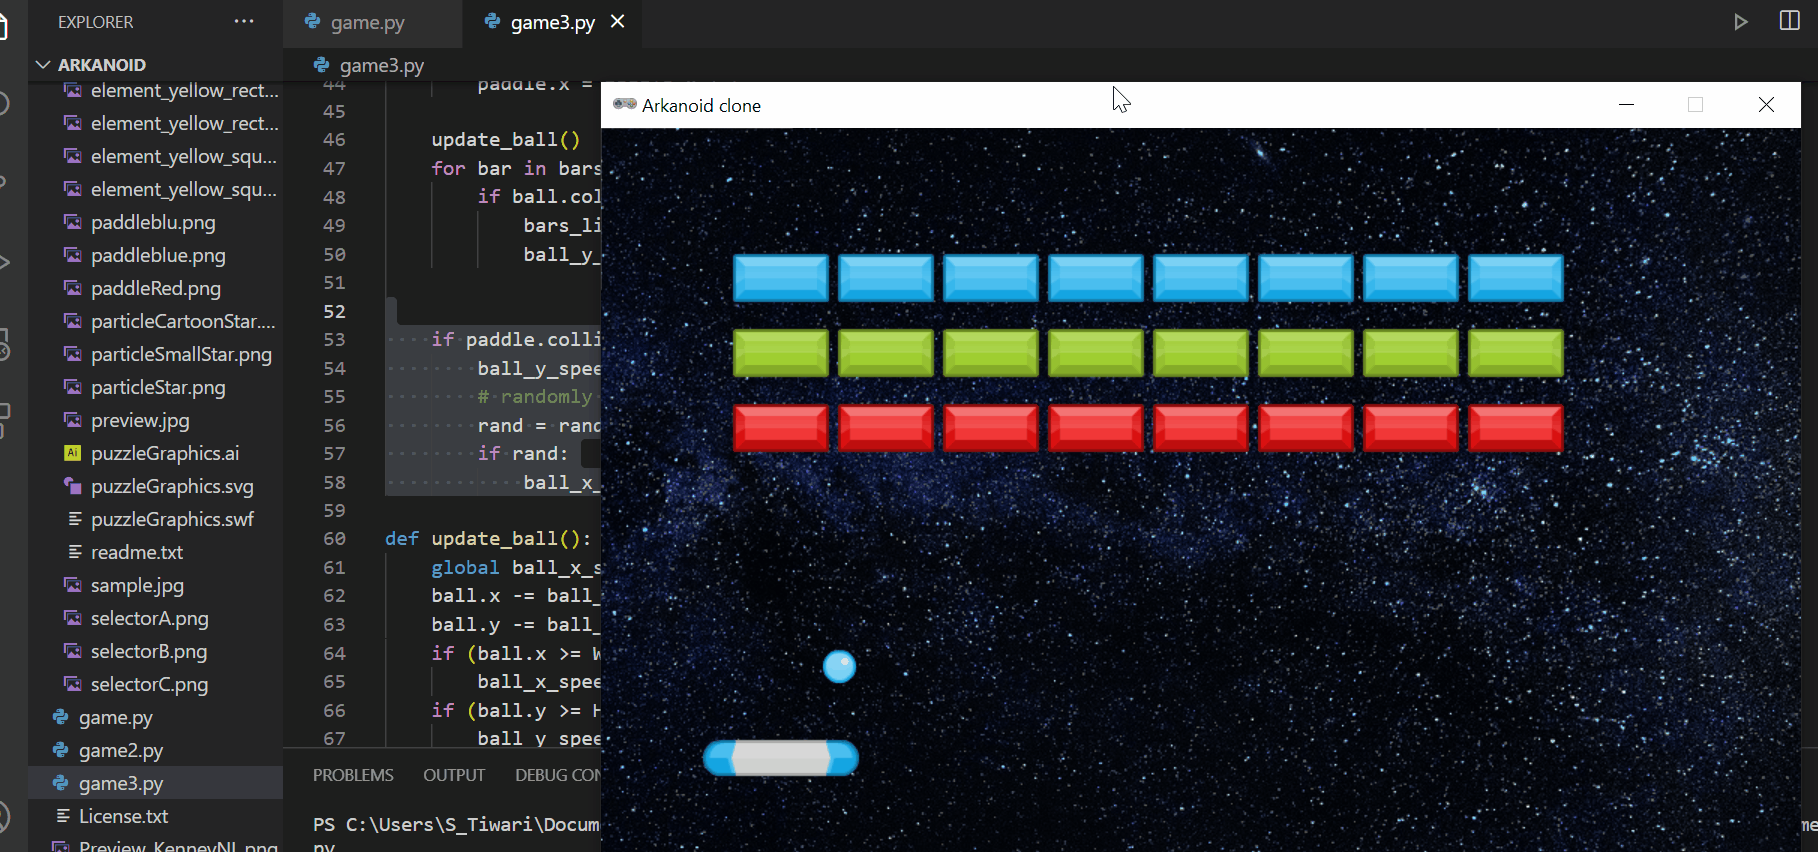 EXPLORER ...
ARKANOID
element_yellow_rect...
element_yellow_rect...
element_yellow_squ...
element_yellow_squ...
paddleblu.png
paddleblue.png
paddleRed.png
particleCartoonStar....
particleSmallStar.png
particleStar.png
preview.jpg
Ai puzzleGraphics.ai
puzzleGraphics.svg
puzzleGraphics.swf
readme.txt
sample.jpg
selectorA.png
selectorB.png
selectorC.png
game.py
game2.py
game3.py
License.txt
Preview_KenneyNL.png
game.py game3.py
game3.py
44 paddle.x =
45
46 update_ball()
47 for bar in bars
48 if ball.col
49 bars_li
50 ball_y_
51
52
53 if paddle.colli
54 ball_y_spee
55 # randomly
56 rand = rand
57 if rand:
58 ball_x_
59
60 def update_ball():
61 global ball_x_s
62 ball.x -= ball_
63 ball.y -= ball_
64 if (ball.x >= W
65 ball_x_spee
66 if (ball.y >= H
67 ball_y_spee
PROBLEMS OUTPUT DEBUG CON
PS C:\Users\S_Tiwari\Docum
py
me
Arkanoid clone